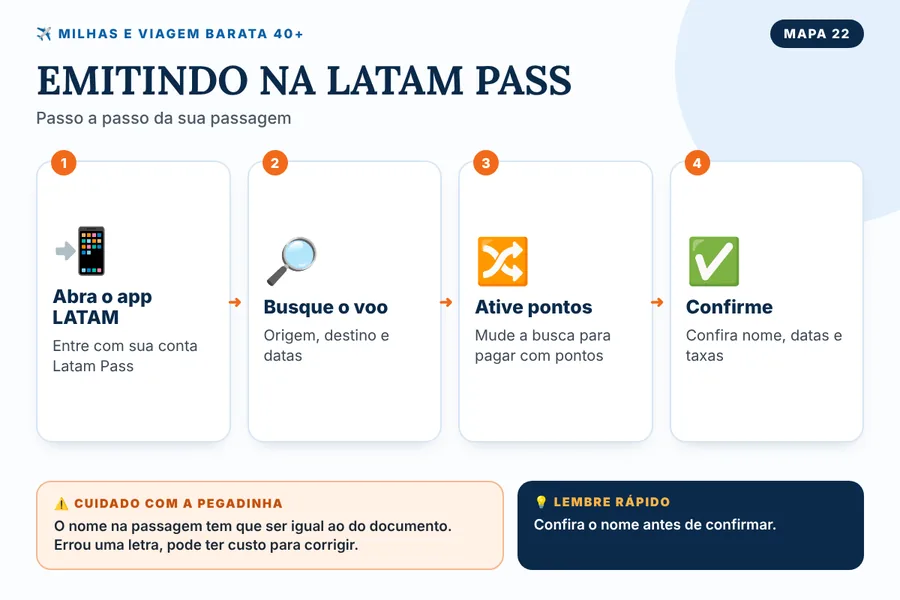 ✈️ MILHAS E VIAGEM BARATA 40+
MAPA 22
EMITINDO NA LATAM PASS
Passo a passo da sua passagem
1
Abra o app
LATAM
Entre com sua conta
Latam Pass
2
Busque o voo
Origem, destino e
datas
3
Ative pontos
Mude a busca para
pagar com pontos
4
Confirme
Confira nome, datas e
taxas
⚠️ CUIDADO COM A PEGADINHA
O nome na passagem tem que ser igual ao do documento.
Errou uma letra, pode ter custo para corrigir.
💡 LEMBRE RÁPIDO
Confira o nome antes de confirmar.